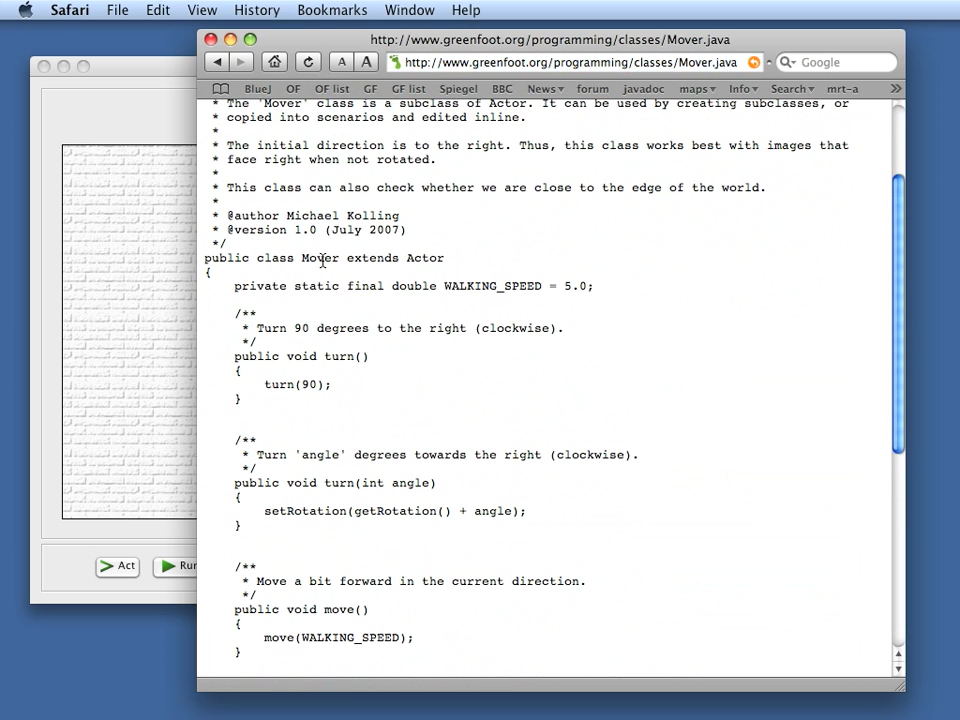 Safari File Edit View History Bookmarks Window Help
http://www.greenfoot.org/programming/classes/Mover.java
A A http://www.greenfoot.org/programming/classes/Mover.java Google
BlueJ OF OF list GF GF list Spiegel BBC News▾ forum javadoc maps▾ Info▾ Search▾ mrt-a »
* The 'Mover' class is a subclass of Actor. It can be used by creating subclasses, or
* copied into scenarios and edited inline.
*
* The initial direction is to the right. Thus, this class works best with images that
* face right when not rotated.
*
* This class can also check whether we are close to the edge of the world.
*
* @author Michael Kolling
* @version 1.0 (July 2007)
*/
public class Mover extends Actor
{
private static final double WALKING_SPEED = 5.0;
/**
* Turn 90 degrees to the right (clockwise).
*/
public void turn()
{
turn(90);
}
/**
* Turn 'angle' degrees towards the right (clockwise).
*/
public void turn(int angle)
{
setRotation(getRotation() + angle);
}
/**
* Move a bit forward in the current direction.
*/
public void move()
{
move(WALKING_SPEED);
}
Act
Run